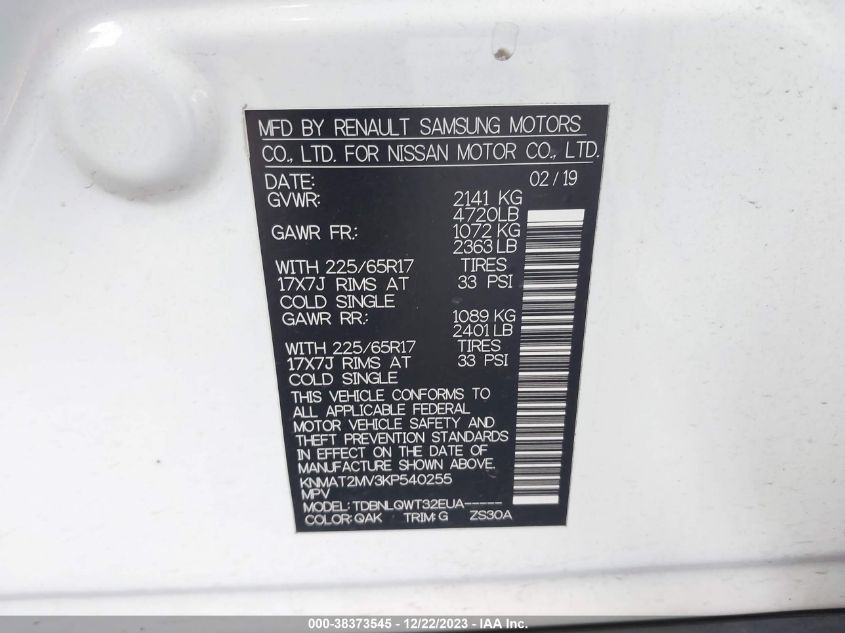 MFD BY RENAULT SAMSUNG MOTORS
CO., LTD. FOR NISSAN MOTOR CO., LTD.
DATE: 02/19
GVWR: 2141 KG
4720LB
GAWR FR.: 1072 KG
2363LB
WITH 225/65R17 TIRES
17X7J RIMS AT 33 PSI
COLD SINGLE
GAWR RR.: 1089 KG
2401LB
WITH 225/65R17 TIRES
17X7J RIMS AT 33 PSI
COLD SINGLE
THIS VEHICLE CONFORMS TO
ALL APPLICABLE FEDERAL
MOTOR VEHICLE SAFETY AND
THEFT PREVENTION STANDARDS
IN EFFECT ON THE DATE OF
MANUFACTURE SHOWN ABOVE.
KNMAT2MV3KP540255
MPV
MODEL: TDBNLQWT32EUA-----
COLOR: QAK TRIM: G ZS30A
000-38373545 - 12/22/2023 - IAA Inc.